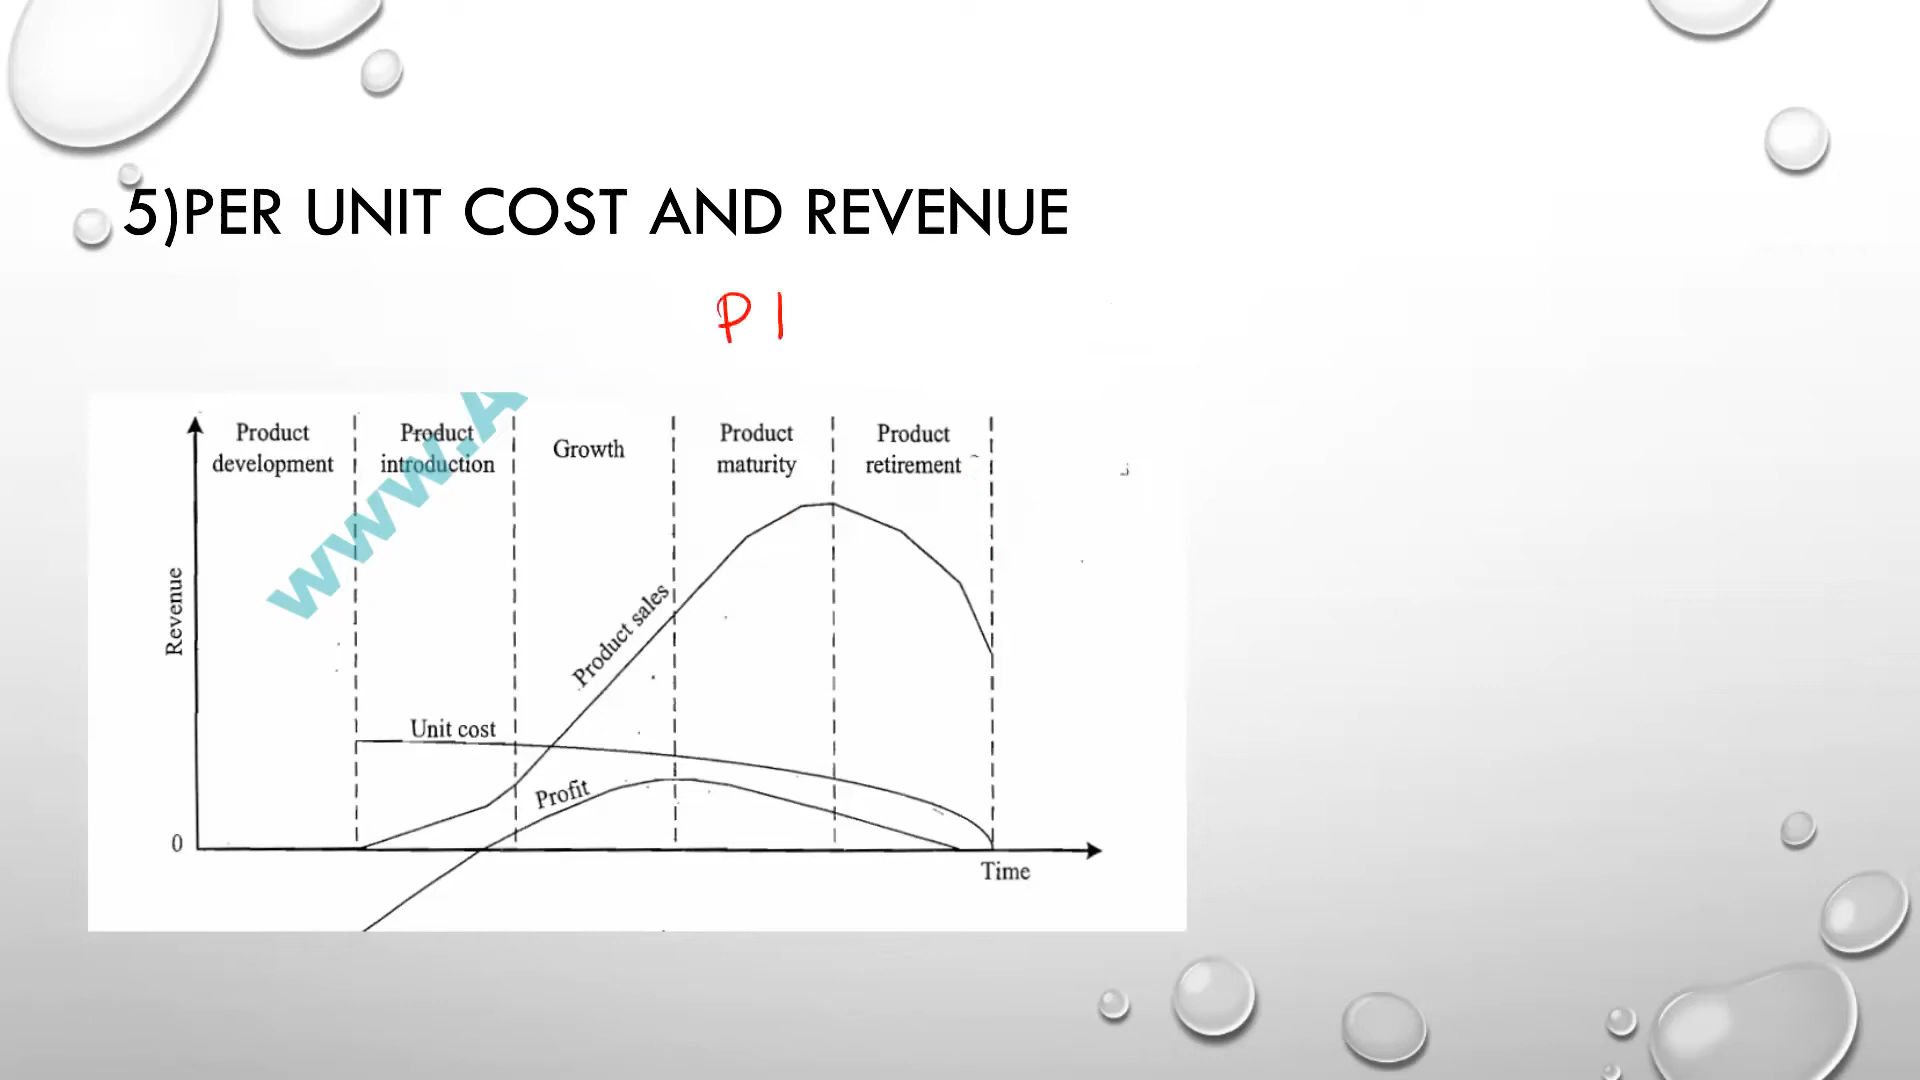 5)PER UNIT COST AND REVENUE
P I
Product development
Product introduction
Growth
Product maturity
Product retirement
www.A
Revenue
Product sales
Unit cost
Profit
0
Time